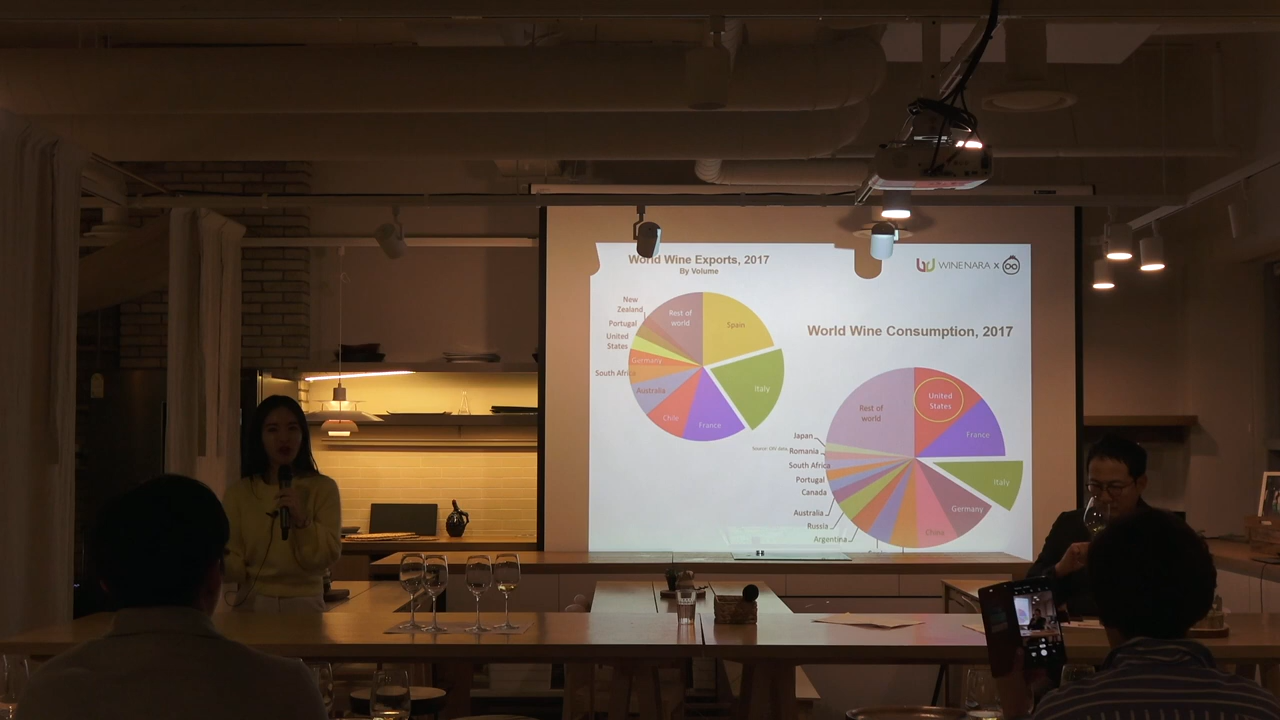 World Wine Exports, 2017
By Volume
WINENARA X
New
Zealand
Portugal
United
States
Germany
South Africa
Australia
Chile
France
Italy
Spain
Rest of
world
World Wine Consumption, 2017
United
States
France
Italy
Germany
China
Argentina
Russia
Australia
Canada
Portugal
South Africa
Romania
Japan
Rest of
world